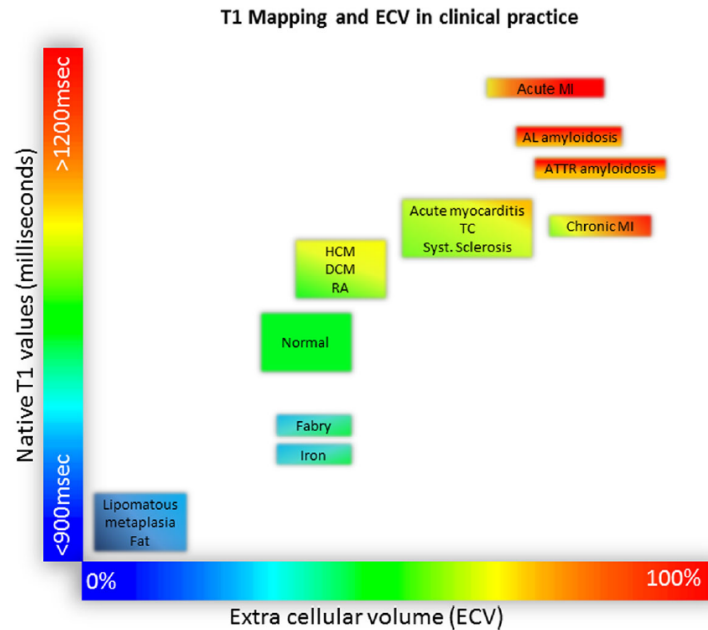 T1 Mapping and ECV in clinical practice
>1200msec
Native T1 values (milliseconds)
<900msec
Acute MI
AL amyloidosis
ATTR amyloidosis
Acute myocarditis
TC
Syst. Sclerosis
Chronic MI
HCM
DCM
RA
Normal
Fabry
Iron
Lipomatous
metaplasia
Fat
0%
100%
Extra cellular volume (ECV)